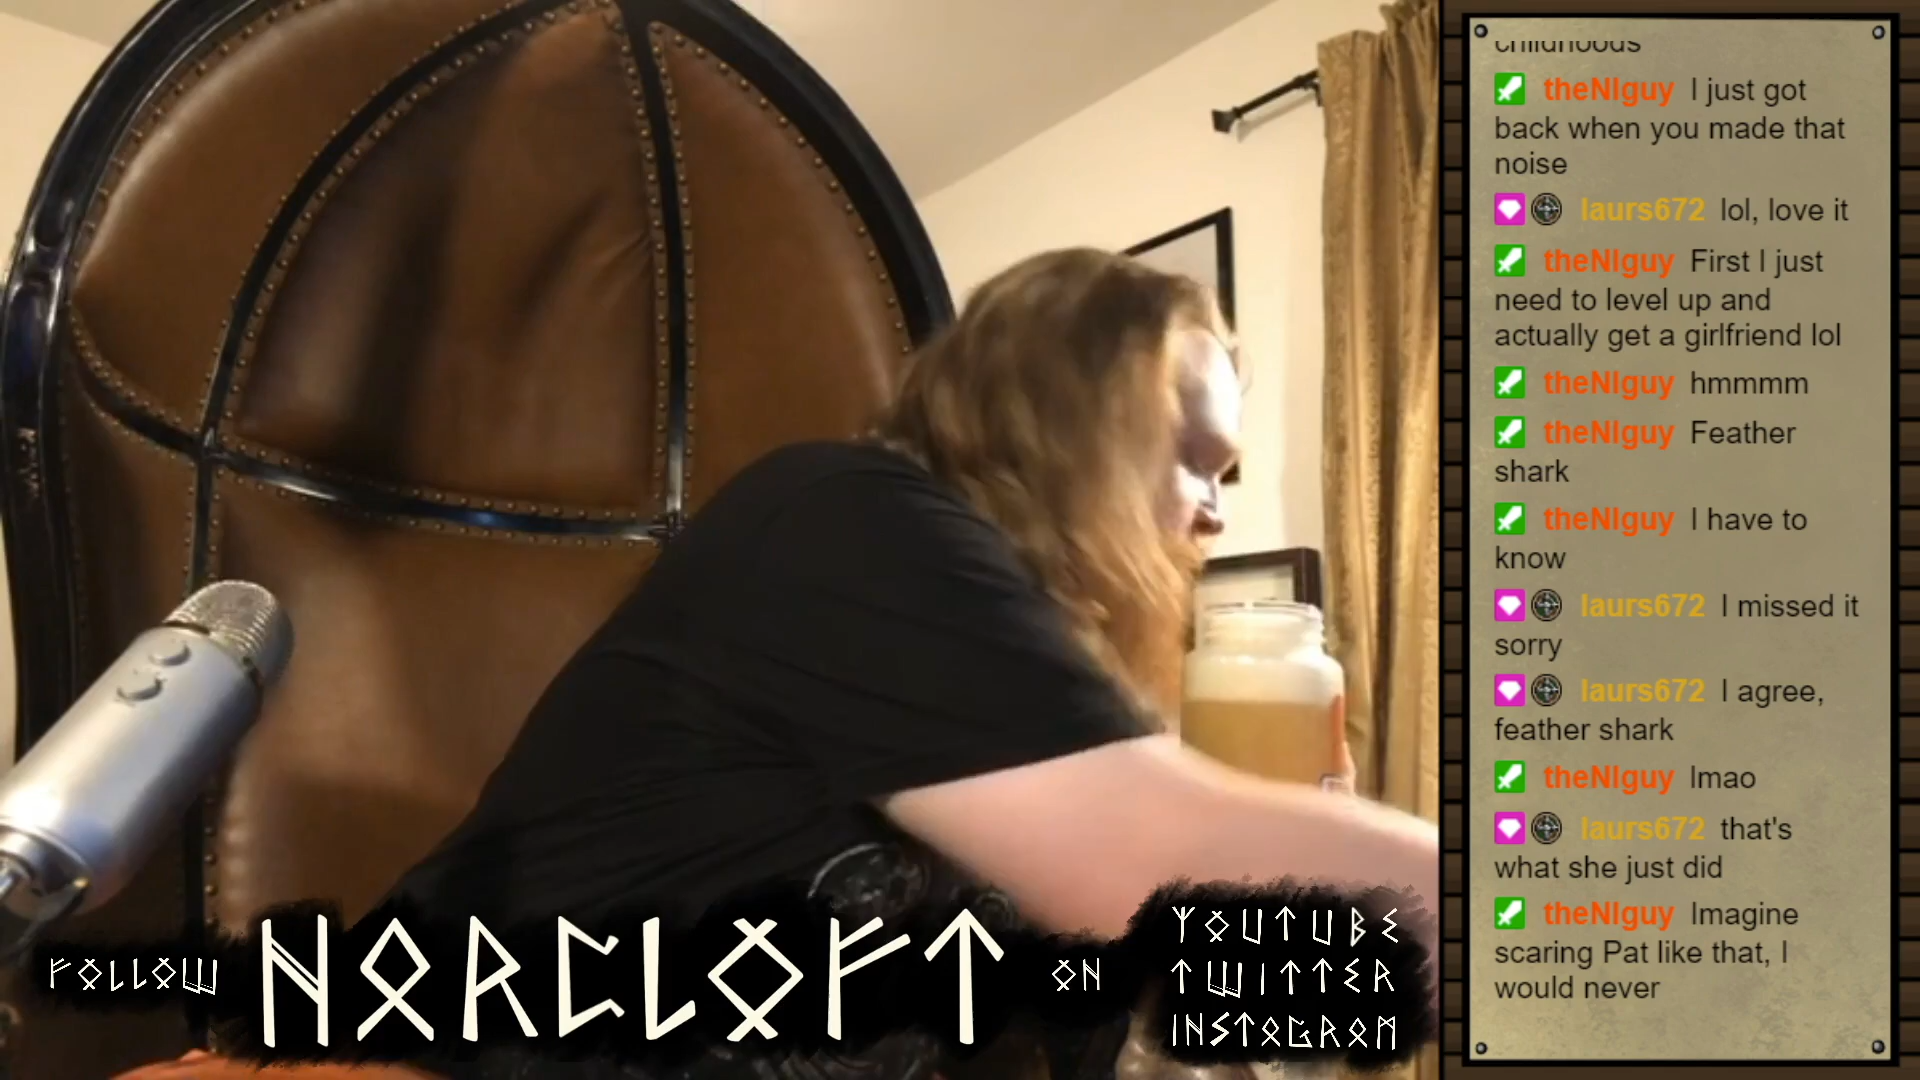 FOLLOW NORCLOFT ON
YOUTUBE
TWITTER
INSTOGROM
childhoods
theNIguy I just got
back when you made that
noise
laurs672 lol, love it
theNIguy First I just
need to level up and
actually get a girlfriend lol
theNIguy hmmmm
theNIguy Feather
shark
theNIguy I have to
know
laurs672 I missed it
sorry
laurs672 I agree,
feather shark
theNIguy lmao
laurs672 that's
what she just did
theNIguy Imagine
scaring Pat like that, I
would never